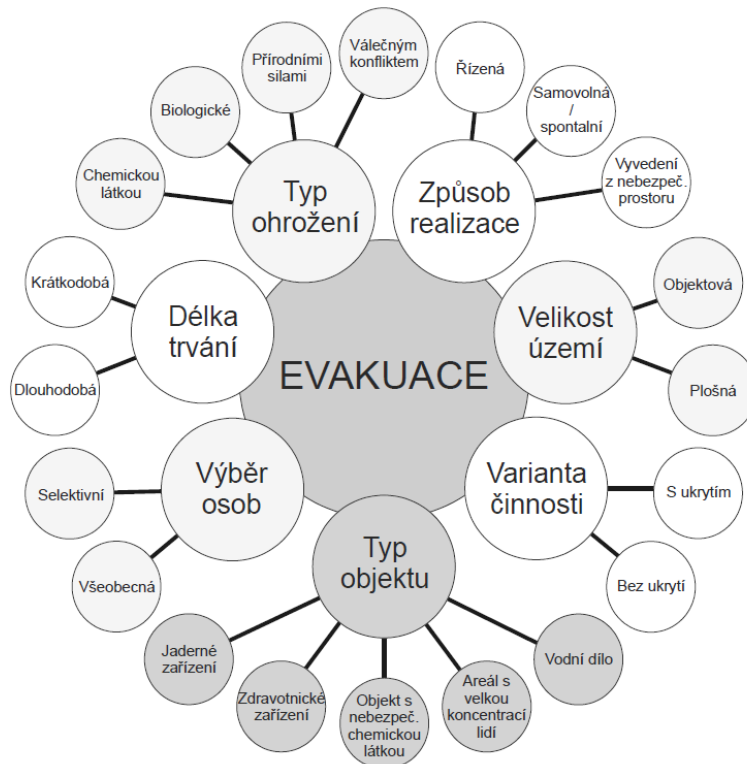 Přírodními
silami
Válečným
konfliktem
Řízená
Samovolná
/
spontalní
Biologické
Chemickou
látkou
Typ
ohrožení
Způsob
realizace
Vyvedení
z nebezpeč.
prostoru
Krátkodobá
Délka
trvání
Velikost
území
Objektová
Dlouhodobá
EVAKUACE
Plošná
Selektivní
Výběr
osob
Varianta
činnosti
S ukrytím
Všeobecná
Typ
objektu
Bez ukrytí
Jaderné
zařízení
Zdravotnické
zařízení
Objekt s
nebezpeč.
chemickou
látkou
Areál s
velkou
koncentrací
lidí
Vodní dílo